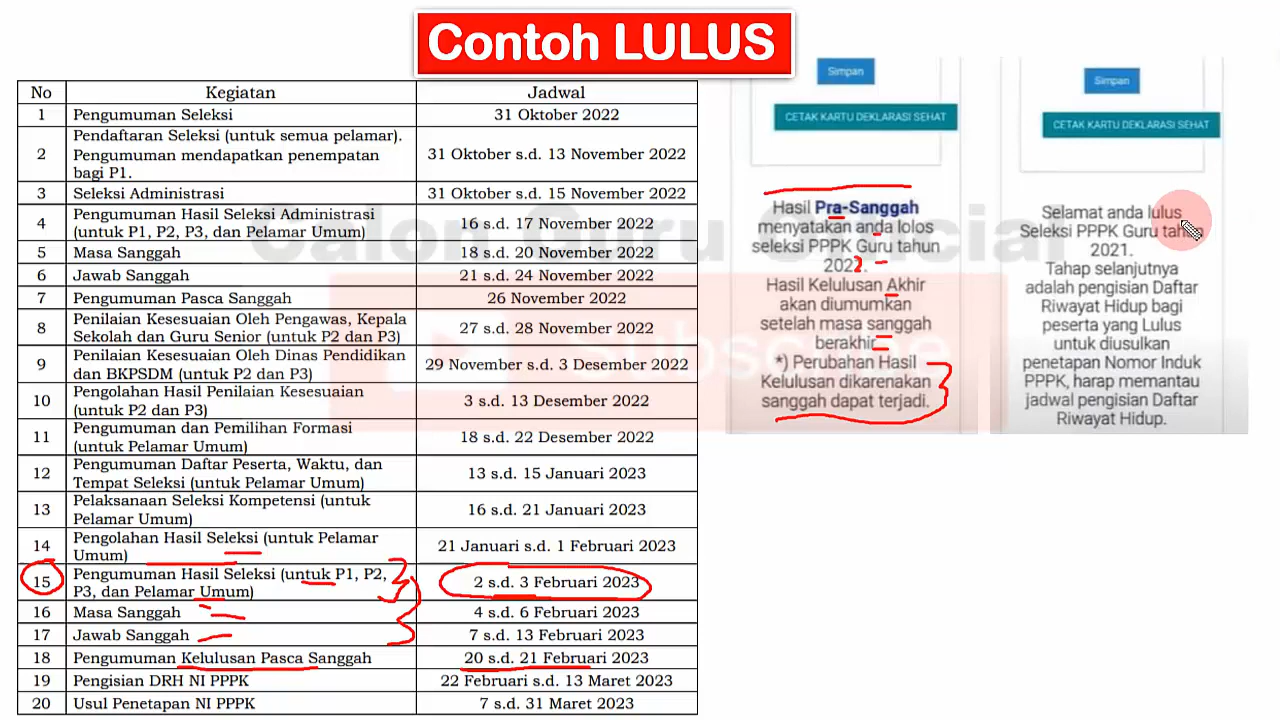 Contoh LULUS
No Kegiatan Jadwal
1 Pengumuman Seleksi 31 Oktober 2022
2 Pendaftaran Seleksi (untuk semua pelamar). Pengumuman mendapatkan penempatan bagi P1. 31 Oktober s.d. 13 November 2022
3 Seleksi Administrasi 31 Oktober s.d. 15 November 2022
4 Pengumuman Hasil Seleksi Administrasi (untuk P1, P2, P3, dan Pelamar Umum) 16 s.d. 17 November 2022
5 Masa Sanggah 18 s.d. 20 November 2022
6 Jawab Sanggah 21 s.d. 24 November 2022
7 Pengumuman Pasca Sanggah 26 November 2022
8 Penilaian Kesesuaian Oleh Pengawas, Kepala Sekolah dan Guru Senior (untuk P2 dan P3) 27 s.d. 28 November 2022
9 Penilaian Kesesuaian Oleh Dinas Pendidikan dan BKPSDM (untuk P2 dan P3) 29 November s.d. 3 Desember 2022
10 Pengolahan Hasil Penilaian Kesesuaian (untuk P2 dan P3) 3 s.d. 13 Desember 2022
11 Pengumuman dan Pemilihan Formasi (untuk Pelamar Umum) 18 s.d. 22 Desember 2022
12 Pengumuman Daftar Peserta, Waktu, dan Tempat Seleksi (untuk Pelamar Umum) 13 s.d. 15 Januari 2023
13 Pelaksanaan Seleksi Kompetensi (untuk Pelamar Umum) 16 s.d. 21 Januari 2023
14 Pengolahan Hasil Seleksi (untuk Pelamar Umum) 21 Januari s.d. 1 Februari 2023
15 Pengumuman Hasil Seleksi (untuk P1, P2, P3, dan Pelamar Umum) 2 s.d. 3 Februari 2023
16 Masa Sanggah 4 s.d. 6 Februari 2023
17 Jawab Sanggah 7 s.d. 13 Februari 2023
18 Pengumuman Kelulusan Pasca Sanggah 20 s.d. 21 Februari 2023
19 Pengisian DRH NI PPPK 22 Februari s.d. 13 Maret 2023
20 Usul Penetapan NI PPPK 7 s.d. 31 Maret 2023
Simpan
CETAK KARTU DEKLARASI SEHAT
Hasil Pra-Sanggah
menyatakan anda lolos
seleksi PPPK Guru tahun
2022.
Hasil Kelulusan Akhir
akan diumumkan
setelah masa sanggah
berakhir.
*) Perubahan Hasil
Kelulusan dikarenakan
sanggah dapat terjadi.
Simpan
CETAK KARTU DEKLARASI SEHAT
Selamat anda lulus
Seleksi PPPK Guru tahun
2021.
Tahap selanjutnya
adalah pengisian Daftar
Riwayat Hidup bagi
peserta yang Lulus
untuk diusulkan
penetapan Nomor Induk
PPPK, harap memantau
jadwal pengisian Daftar
Riwayat Hidup.
Calon Guru Official
Subscribe